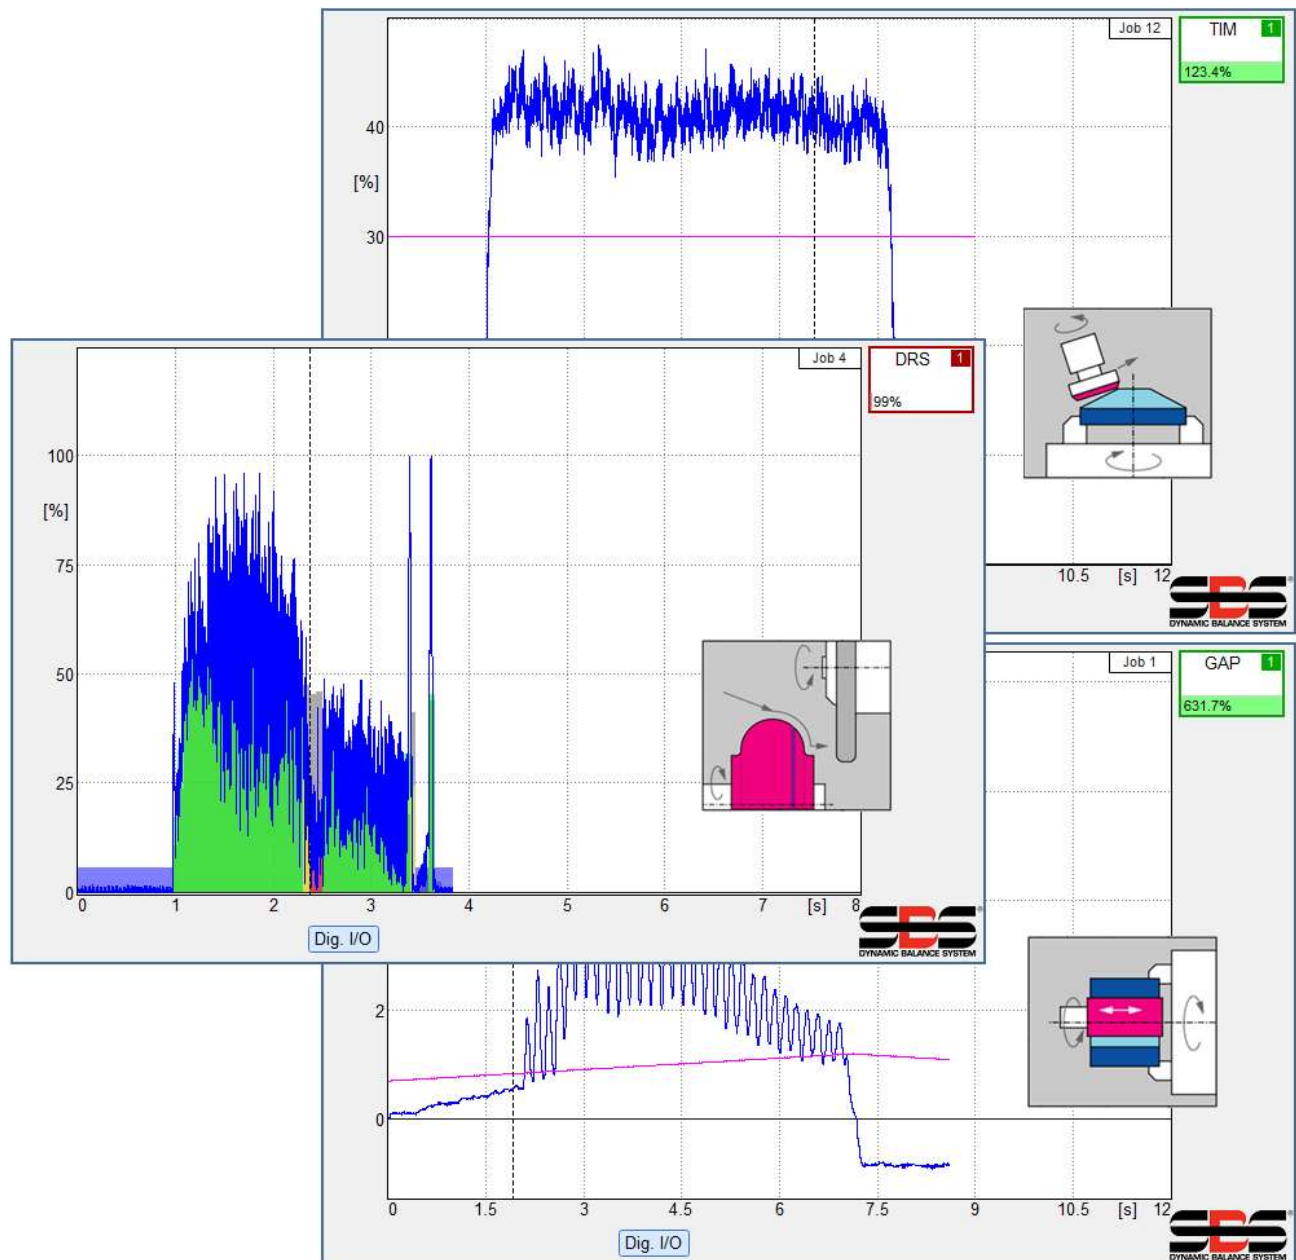 Job 12
TIM 1
123.4%
40
[%]
30
10.5 [s] 12
SBS
DYNAMIC BALANCE SYSTEM
Job 4
DRS 1
99%
100
[%]
75
50
25
0
0 1 2 3 4 5 6 7 [s] 8
Dig. I/O
SBS
DYNAMIC BALANCE SYSTEM
Job 1
GAP 1
631.7%
2
0
0 1.5 3 4.5 6 7.5 9 10.5 [s] 12
Dig. I/O
SBS
DYNAMIC BALANCE SYSTEM